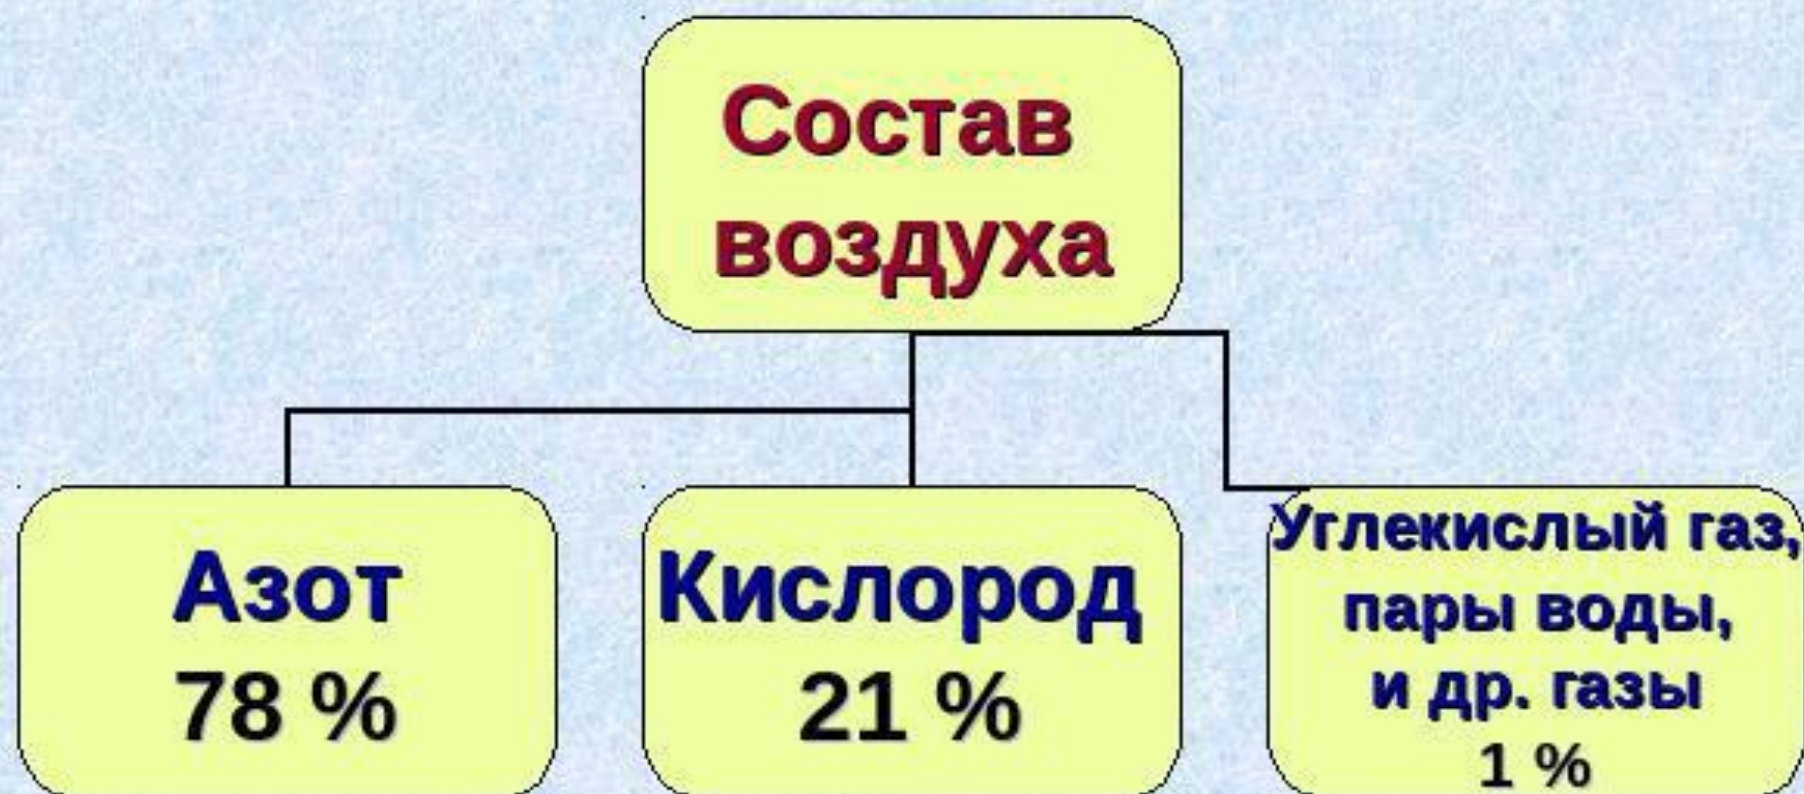 Состав
воздуха
Азот
78 %
Кислород
21 %
Углекислый газ,
пары воды,
и др. газы
1 %